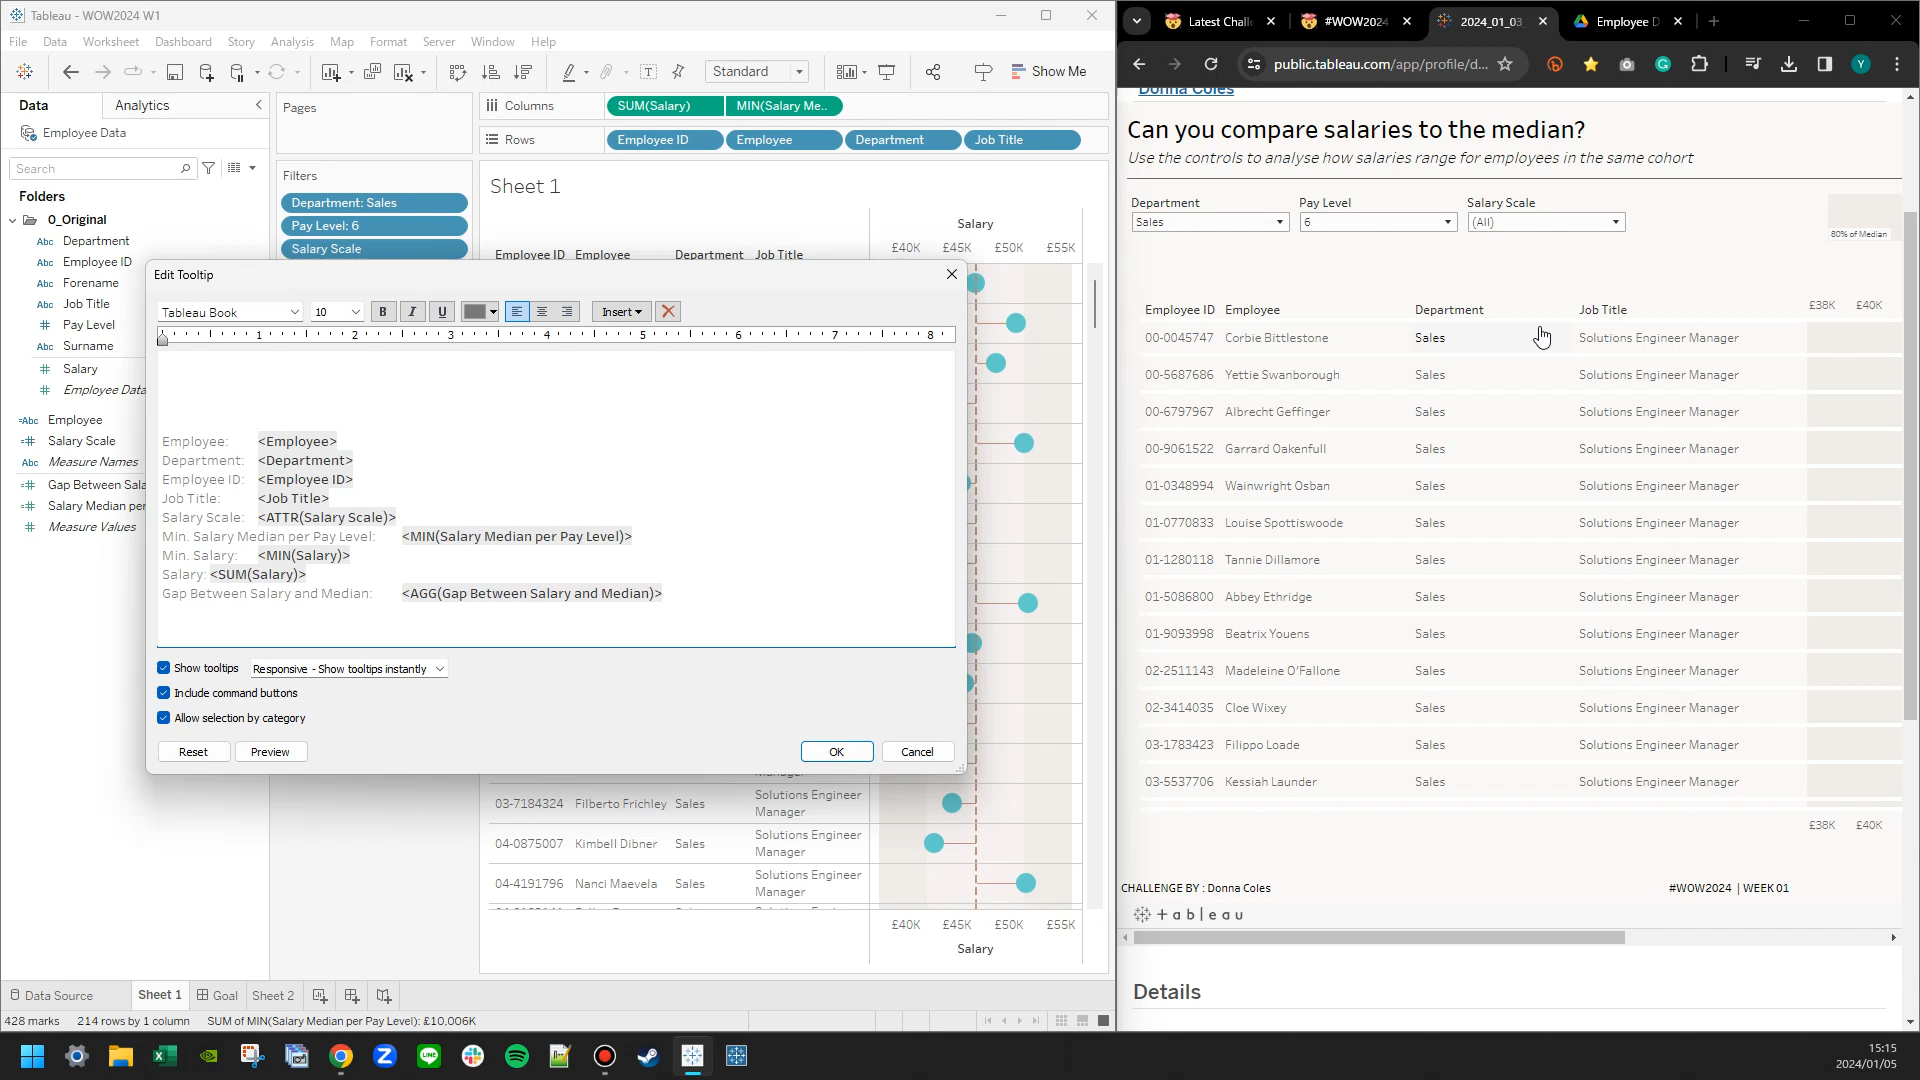 Tableau - WOW2024 W1
File Data Worksheet Dashboard Story Analysis Map Format Server Window Help
Standard
Show Me
Data
Analytics
Employee Data
Search
Folders
0_Original
Abc Department
Abc Employee ID
Abc Forename
Abc Job Title
# Pay Level
Abc Surname
# Salary
# Employee Data
=Abc Employee
=# Salary Scale
Abc Measure Names
=# Gap Between Sala
=# Salary Median per
# Measure Values
Pages
Filters
Department: Sales
Pay Level: 6
Salary Scale
Columns
SUM(Salary)
MIN(Salary Me..
Rows
Employee ID
Employee
Department
Job Title
Sheet 1
Salary
£40K £45K £50K £55K
Employee ID Employee Department Job Title
Edit Tooltip
Tableau Book
10
B I U
Insert
1 2 3 4 5 6 7 8
Employee: <Employee>
Department: <Department>
Employee ID: <Employee ID>
Job Title: <Job Title>
Salary Scale: <ATTR(Salary Scale)>
Min. Salary Median per Pay Level: <MIN(Salary Median per Pay Level)>
Min. Salary: <MIN(Salary)>
Salary: <SUM(Salary)>
Gap Between Salary and Median: <AGG(Gap Between Salary and Median)>
Show tooltips
Responsive - Show tooltips instantly
Include command buttons
Allow selection by category
Reset
Preview
OK
Cancel
Manager
03-7184324 Filberto Frichley Sales Solutions Engineer
Manager
04-0875007 Kimbell Dibner Sales Solutions Engineer
Manager
04-4191796 Nanci Maevela Sales Solutions Engineer
Manager
£40K £45K £50K £55K
Salary
Data Source
Sheet 1
Goal
Sheet 2
428 marks 214 rows by 1 column SUM of MIN(Salary Median per Pay Level): £10,006K
Latest Chall
#WOW2024
2024_01_03
Employee D
public.tableau.com/app/profile/d...
Y
Donna Coles
Can you compare salaries to the median?
Use the controls to analyse how salaries range for employees in the same cohort
Department
Pay Level
Salary Scale
Sales
6
(All)
80% of Median
Employee ID Employee Department Job Title £38K £40K
00-0045747 Corbie Bittlestone Sales Solutions Engineer Manager
00-5687686 Yettie Swanborough Sales Solutions Engineer Manager
00-6797967 Albrecht Geffinger Sales Solutions Engineer Manager
00-9061522 Garrard Oakenfull Sales Solutions Engineer Manager
01-0348994 Wainwright Osban Sales Solutions Engineer Manager
01-0770833 Louise Spottiswoode Sales Solutions Engineer Manager
01-1280118 Tannie Dillamore Sales Solutions Engineer Manager
01-5086800 Abbey Ethridge Sales Solutions Engineer Manager
01-9093998 Beatrix Youens Sales Solutions Engineer Manager
02-2511143 Madeleine O'Fallone Sales Solutions Engineer Manager
02-3414035 Cloe Wixey Sales Solutions Engineer Manager
03-1783423 Filippo Loade Sales Solutions Engineer Manager
03-5537706 Kessiah Launder Sales Solutions Engineer Manager
£38K £40K
CHALLENGE BY : Donna Coles
#WOW2024 | WEEK 01
+ a b l e a u
Details
15:15
2024/01/05